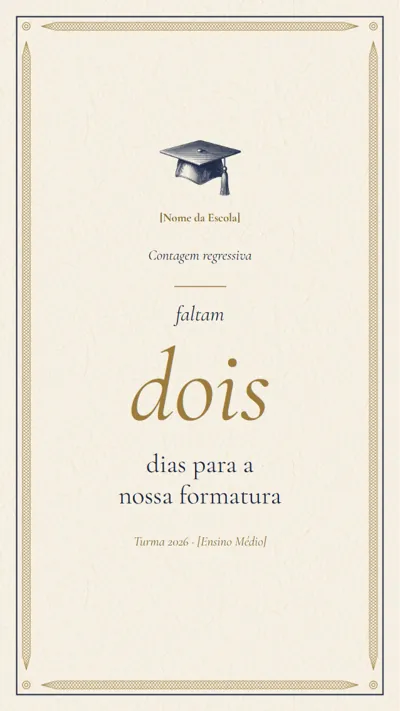 [Nome da Escola]
Contagem regressiva
faltam
dois
dias para a
nossa formatura
Turma 2026 · [Ensino Médio]